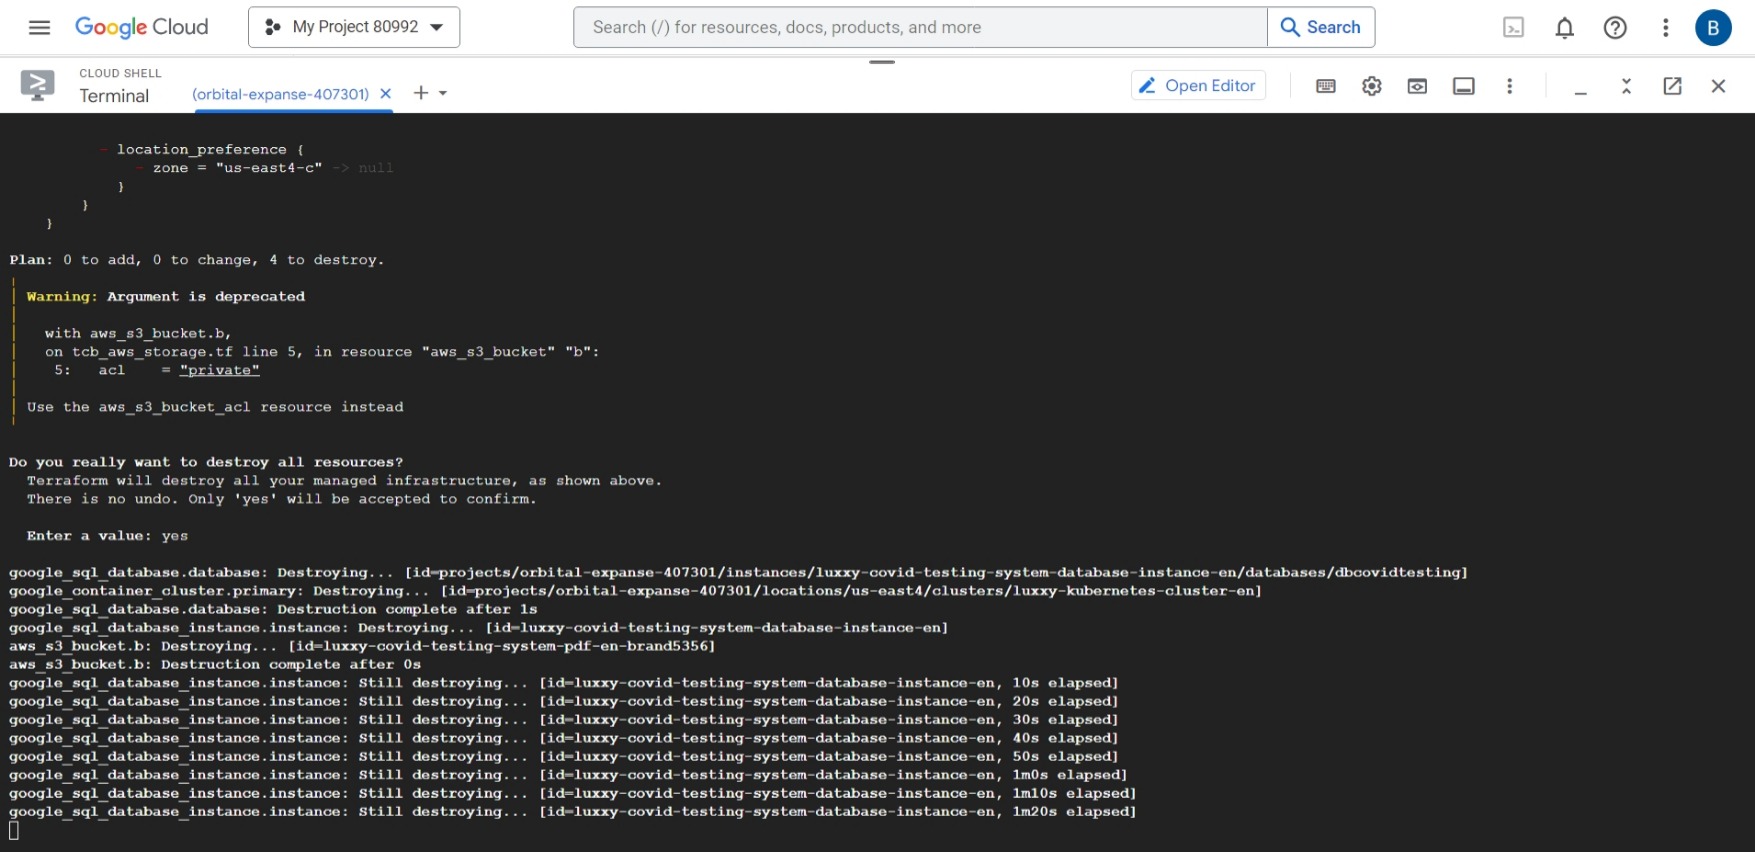 Google Cloud
My Project 80992
Search (/) for resources, docs, products, and more
Search
B
CLOUD SHELL
Terminal
(orbital-expanse-407301)
Open Editor
- location_preference {
- zone = "us-east4-c" -> null
}
}
}
Plan: 0 to add, 0 to change, 4 to destroy.
Warning: Argument is deprecated
with aws_s3_bucket.b,
on tcb_aws_storage.tf line 5, in resource "aws_s3_bucket" "b":
5: acl = "private"
Use the aws_s3_bucket_acl resource instead
Do you really want to destroy all resources?
Terraform will destroy all your managed infrastructure, as shown above.
There is no undo. Only 'yes' will be accepted to confirm.
Enter a value: yes
google_sql_database.database: Destroying... [id=projects/orbital-expanse-407301/instances/luxxy-covid-testing-system-database-instance-en/databases/dbcovidtesting]
google_container_cluster.primary: Destroying... [id=projects/orbital-expanse-407301/locations/us-east4/clusters/luxxy-kubernetes-cluster-en]
google_sql_database.database: Destruction complete after 1s
google_sql_database_instance.instance: Destroying... [id=luxxy-covid-testing-system-database-instance-en]
aws_s3_bucket.b: Destroying... [id=luxxy-covid-testing-system-pdf-en-brand5356]
aws_s3_bucket.b: Destruction complete after 0s
google_sql_database_instance.instance: Still destroying... [id=luxxy-covid-testing-system-database-instance-en, 10s elapsed]
google_sql_database_instance.instance: Still destroying... [id=luxxy-covid-testing-system-database-instance-en, 20s elapsed]
google_sql_database_instance.instance: Still destroying... [id=luxxy-covid-testing-system-database-instance-en, 30s elapsed]
google_sql_database_instance.instance: Still destroying... [id=luxxy-covid-testing-system-database-instance-en, 40s elapsed]
google_sql_database_instance.instance: Still destroying... [id=luxxy-covid-testing-system-database-instance-en, 50s elapsed]
google_sql_database_instance.instance: Still destroying... [id=luxxy-covid-testing-system-database-instance-en, 1m0s elapsed]
google_sql_database_instance.instance: Still destroying... [id=luxxy-covid-testing-system-database-instance-en, 1m10s elapsed]
google_sql_database_instance.instance: Still destroying... [id=luxxy-covid-testing-system-database-instance-en, 1m20s elapsed]